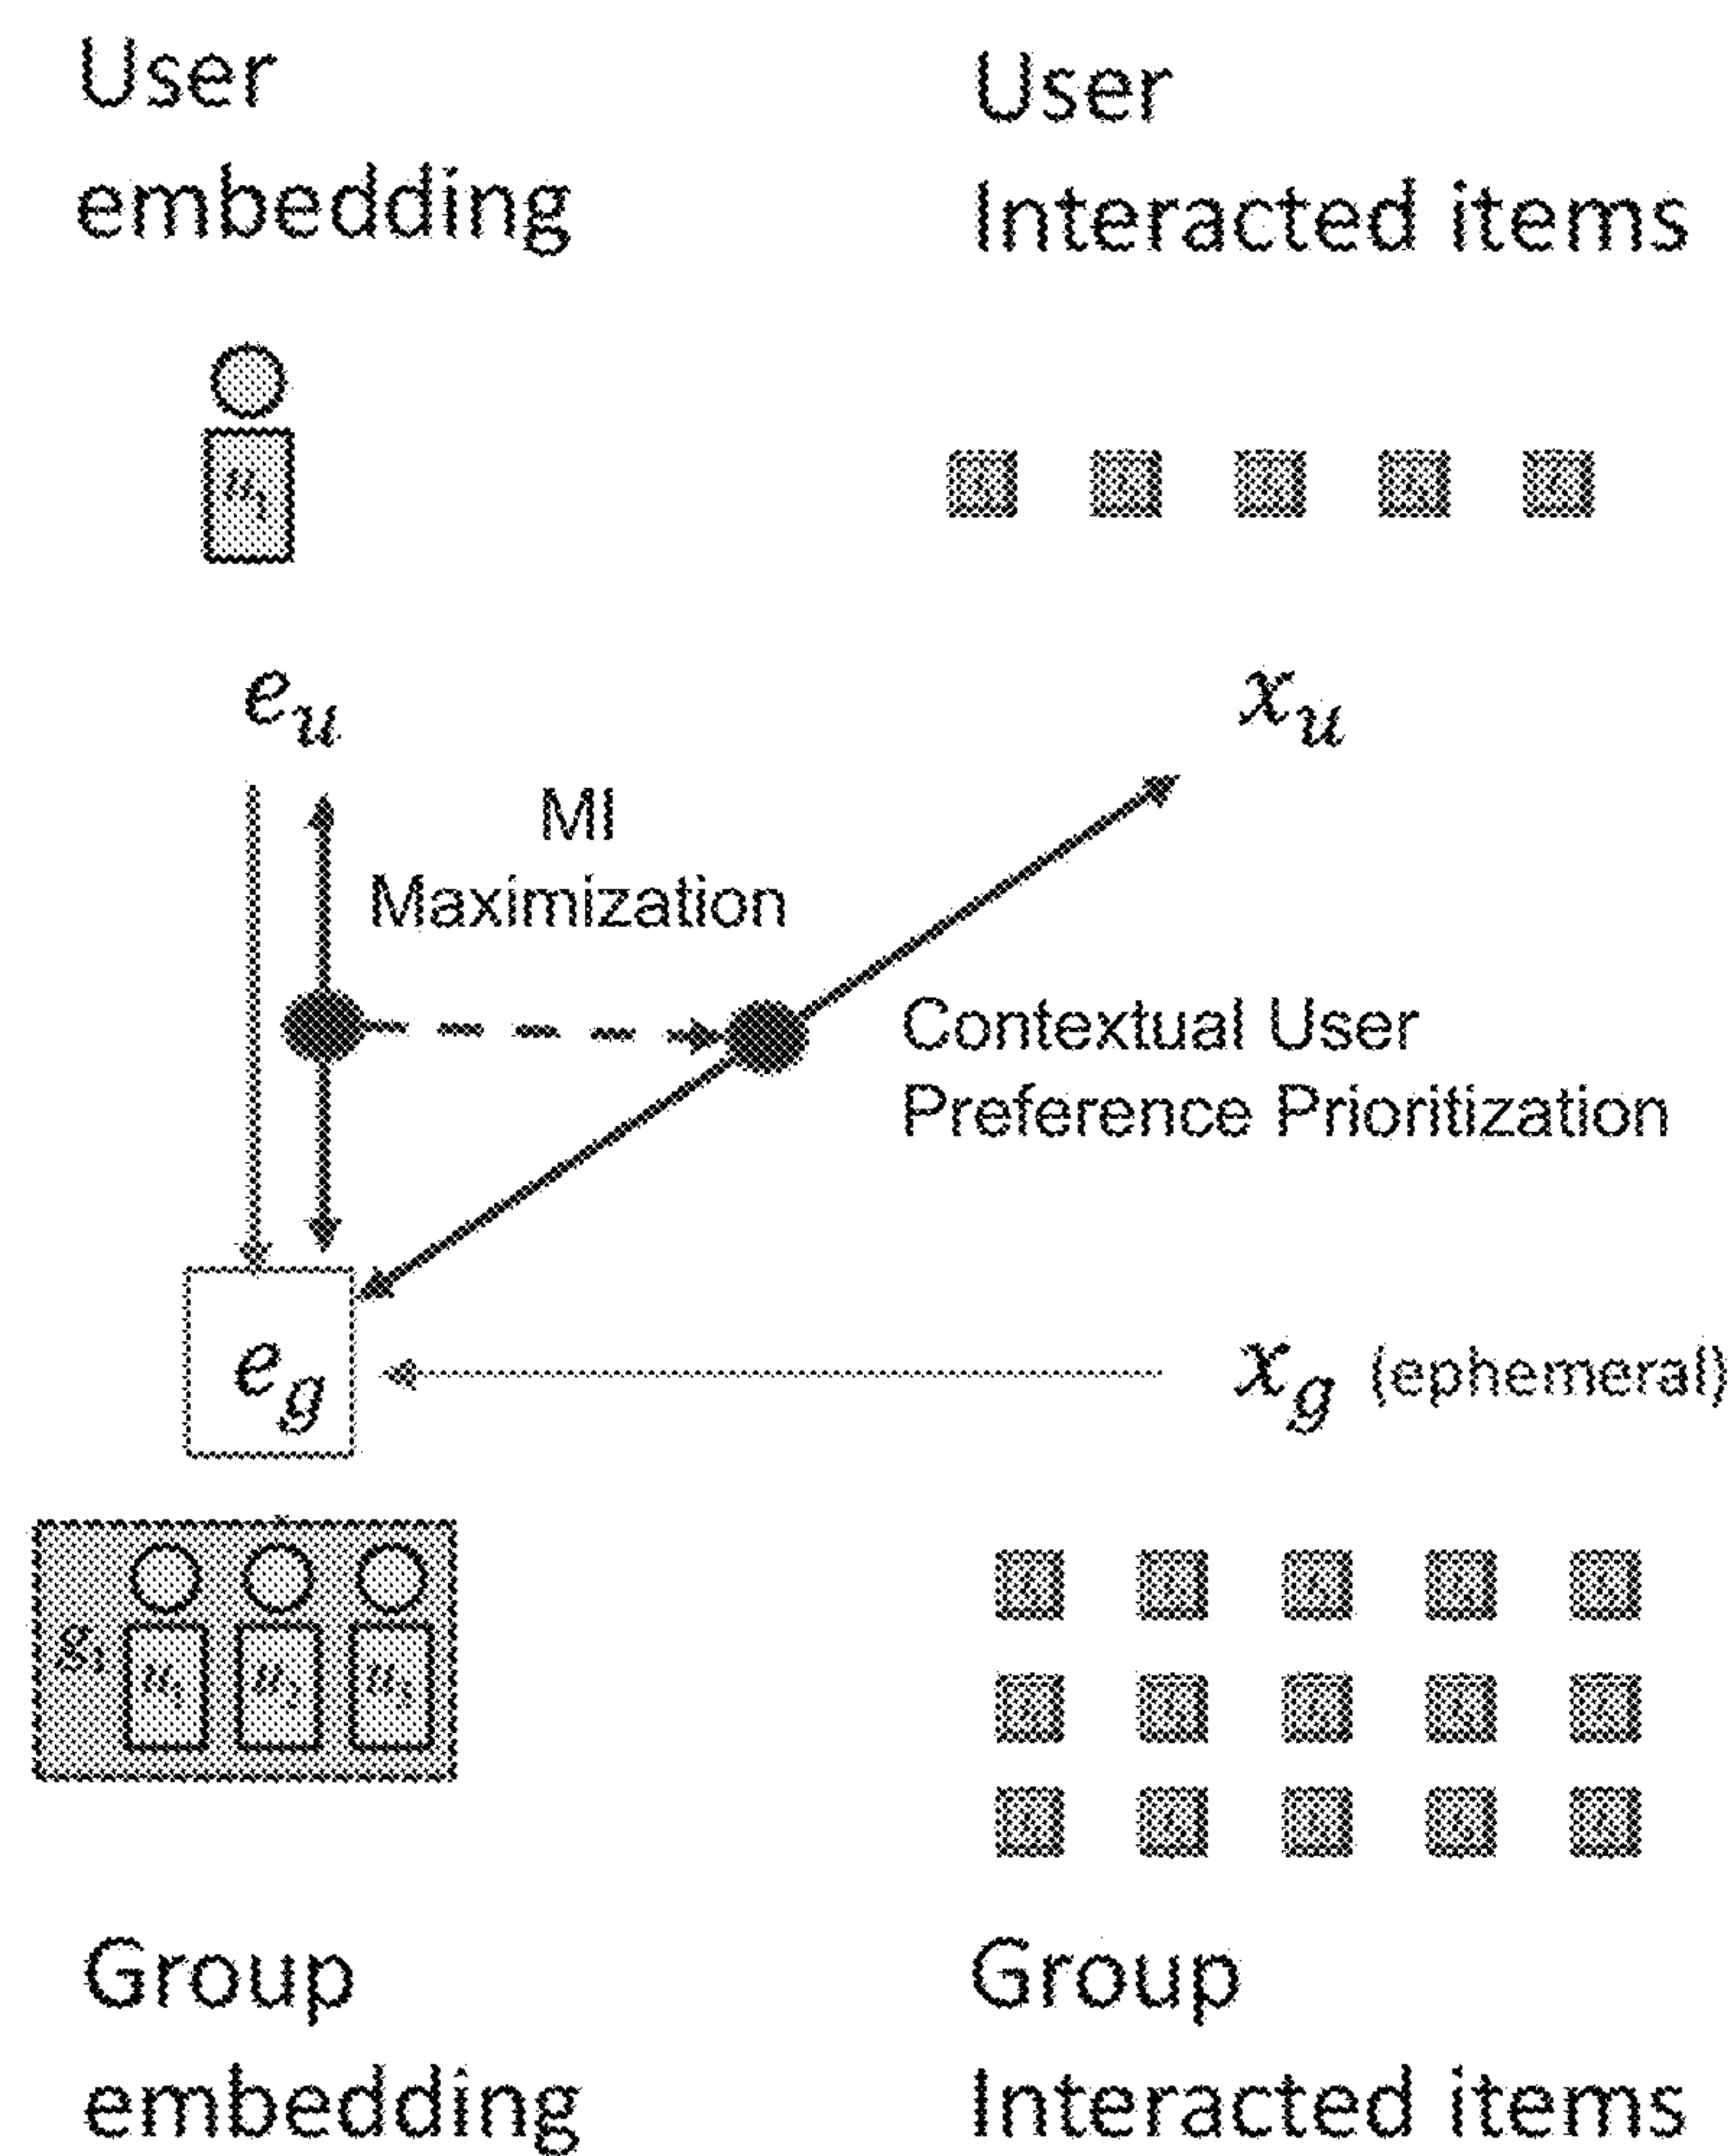 User
embedding
User
Interacted items
e_u
x_u
MI
Maximization
Contextual User
Preference Prioritization
e_g
x_g (ephemeral)
Group
embedding
Group
Interacted items